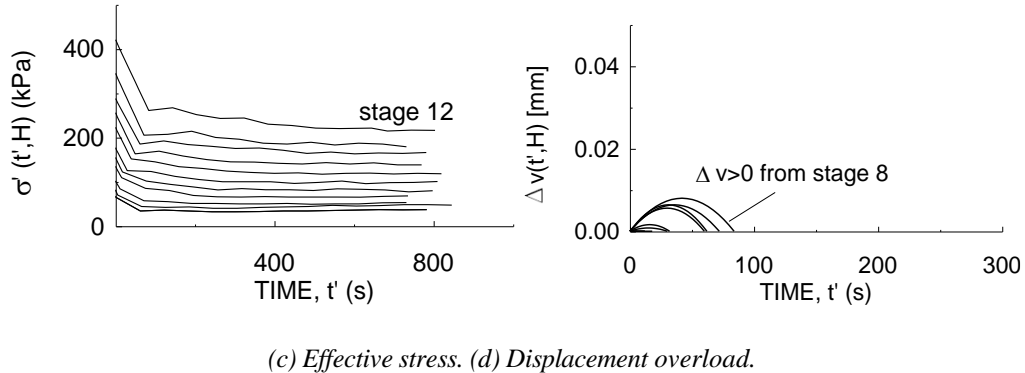 σ' (t',H) (kPa)
400
200
0
stage 12
400
800
TIME, t' (s)
Δ v(t',H) [mm]
0.04
0.02
0.00
Δ v>0 from stage 8
0
100
200
300
TIME, t' (s)
(c) Effective stress. (d) Displacement overload.